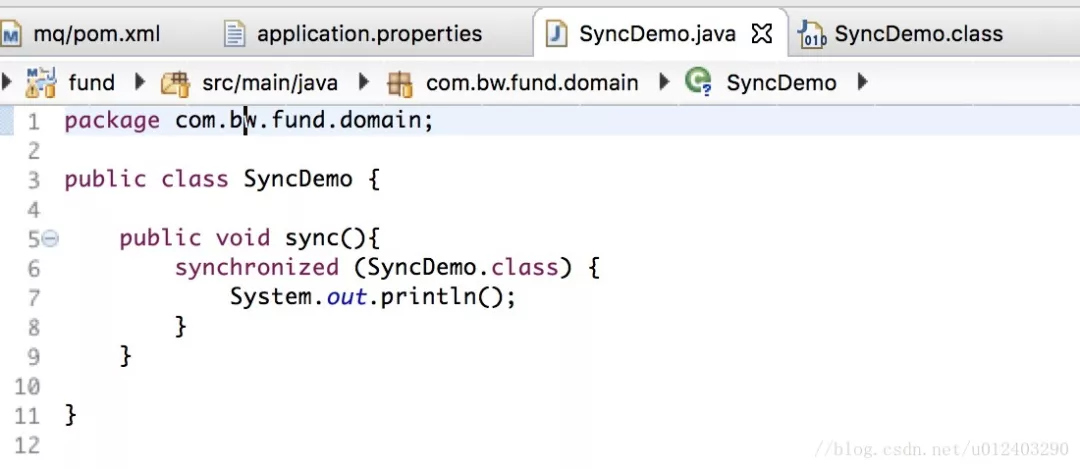 mq/pom.xml application.properties SyncDemo.java SyncDemo.class
fund src/main/java com.bw.fund.domain SyncDemo
1 package com.bw.fund.domain;
2
3 public class SyncDemo {
4
5 public void sync(){
6 synchronized (SyncDemo.class) {
7 System.out.println();
8 }
9 }
10
11 }
12
//blog.csdn.net/u012403290